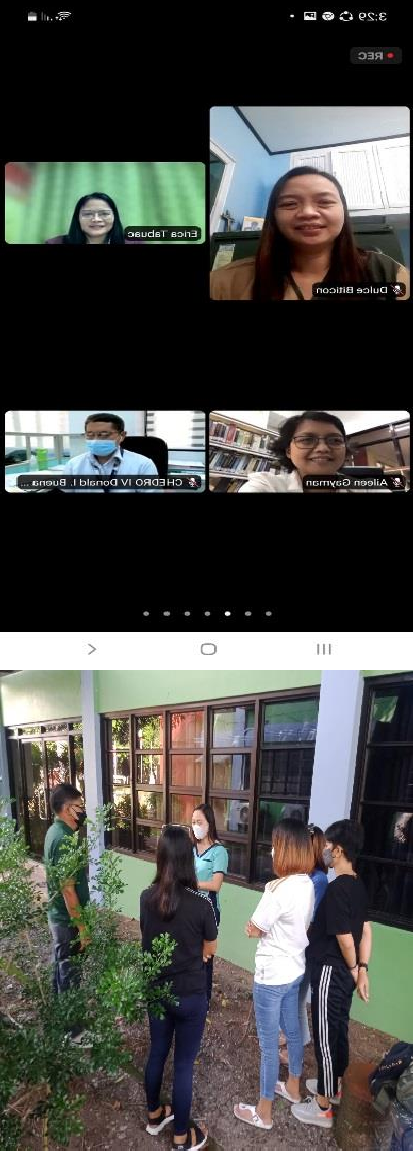 3:29
REC
Erica Tabuac
Dulce Biticon
CHEDRO IV Donald I. Buena...
Aileen Gayman